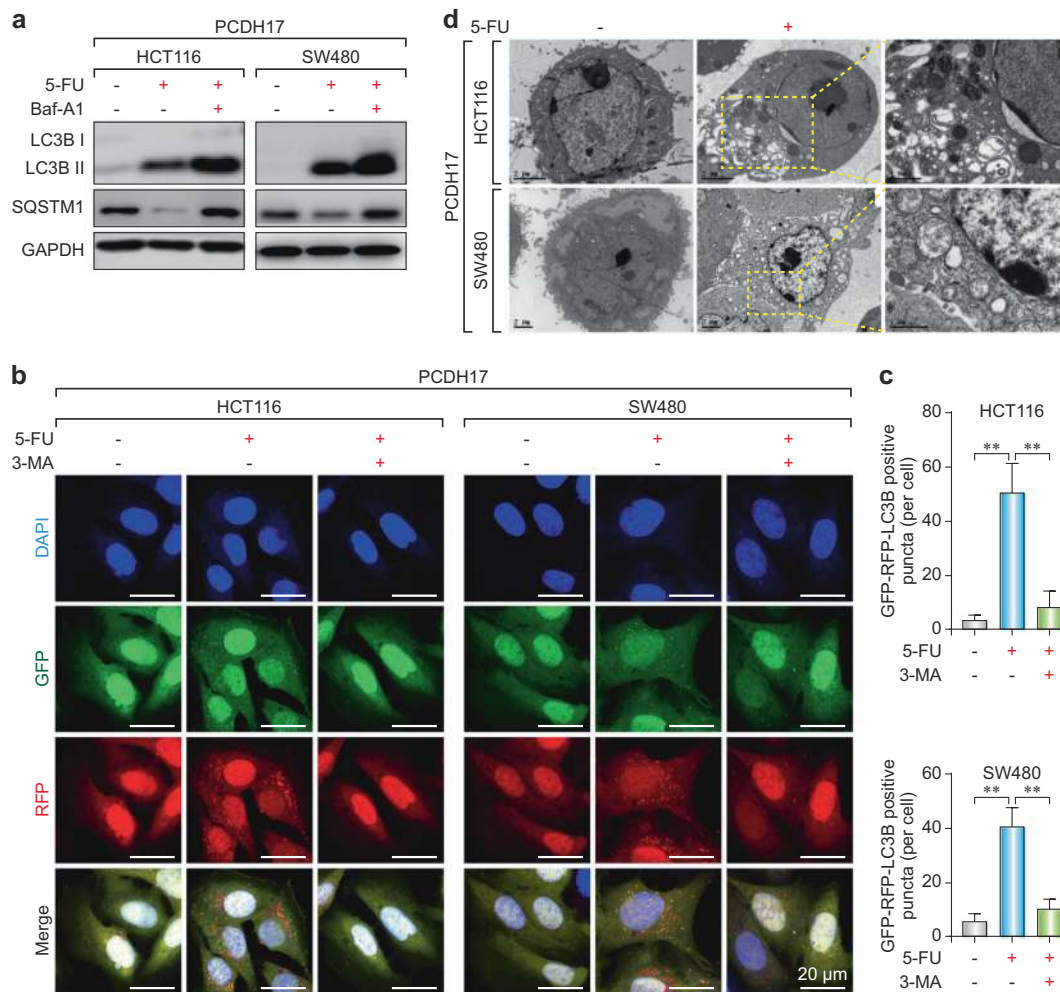 a
PCDH17
HCT116 SW480
5-FU - + + - + +
Baf-A1 - - + - - +
LC3B I
LC3B II
SQSTM1
GAPDH
d
5-FU - +
PCDH17
HCT116
SW480
b
PCDH17
HCT116 SW480
5-FU - + + - + +
3-MA - - + - - +
DAPI
GFP
RFP
Merge
20 μm
c
HCT116
GFP-RFP-LC3B positive
puncta (per cell)
80
60
40
20
0
** **
5-FU - + +
3-MA - - +
SW480
GFP-RFP-LC3B positive
puncta (per cell)
60
40
20
0
** **
5-FU - + +
3-MA - - +